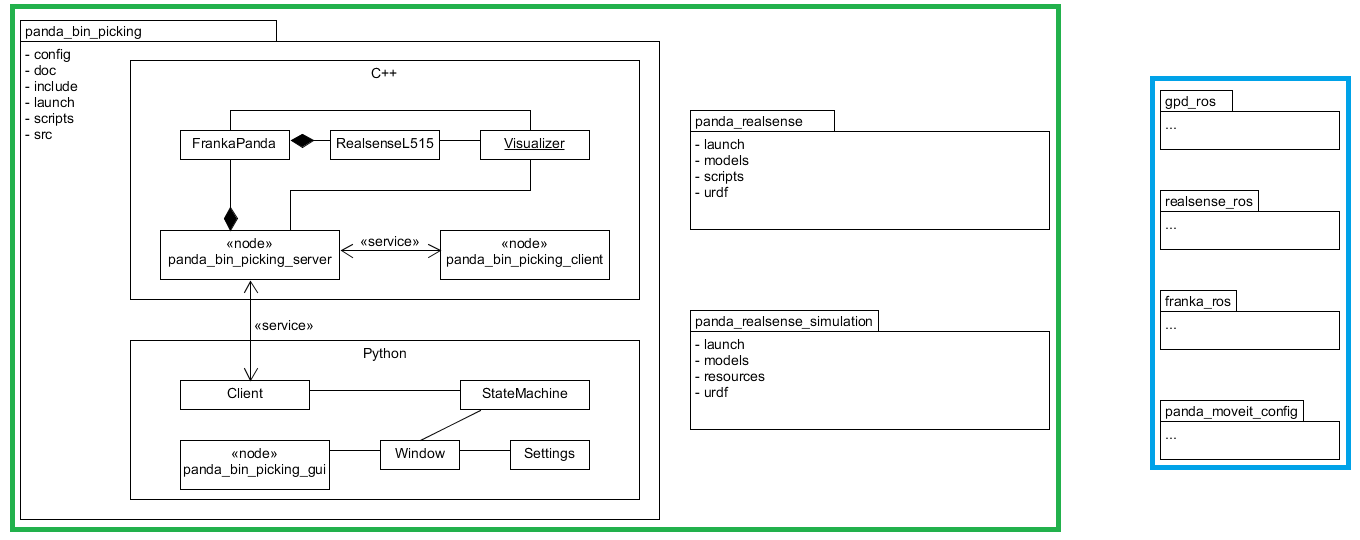 panda_bin_picking
- config
- doc
- include
- launch
- scripts
- src
C++
FrankaPanda
RealsenseL515
Visualizer
«node»
panda_bin_picking_server
«service»
«node»
panda_bin_picking_client
«service»
Python
Client
StateMachine
«node»
panda_bin_picking_gui
Window
Settings
panda_realsense
- launch
- models
- scripts
- urdf
panda_realsense_simulation
- launch
- models
- resources
- urdf
gpd_ros
...
realsense_ros
...
franka_ros
...
panda_moveit_config
...